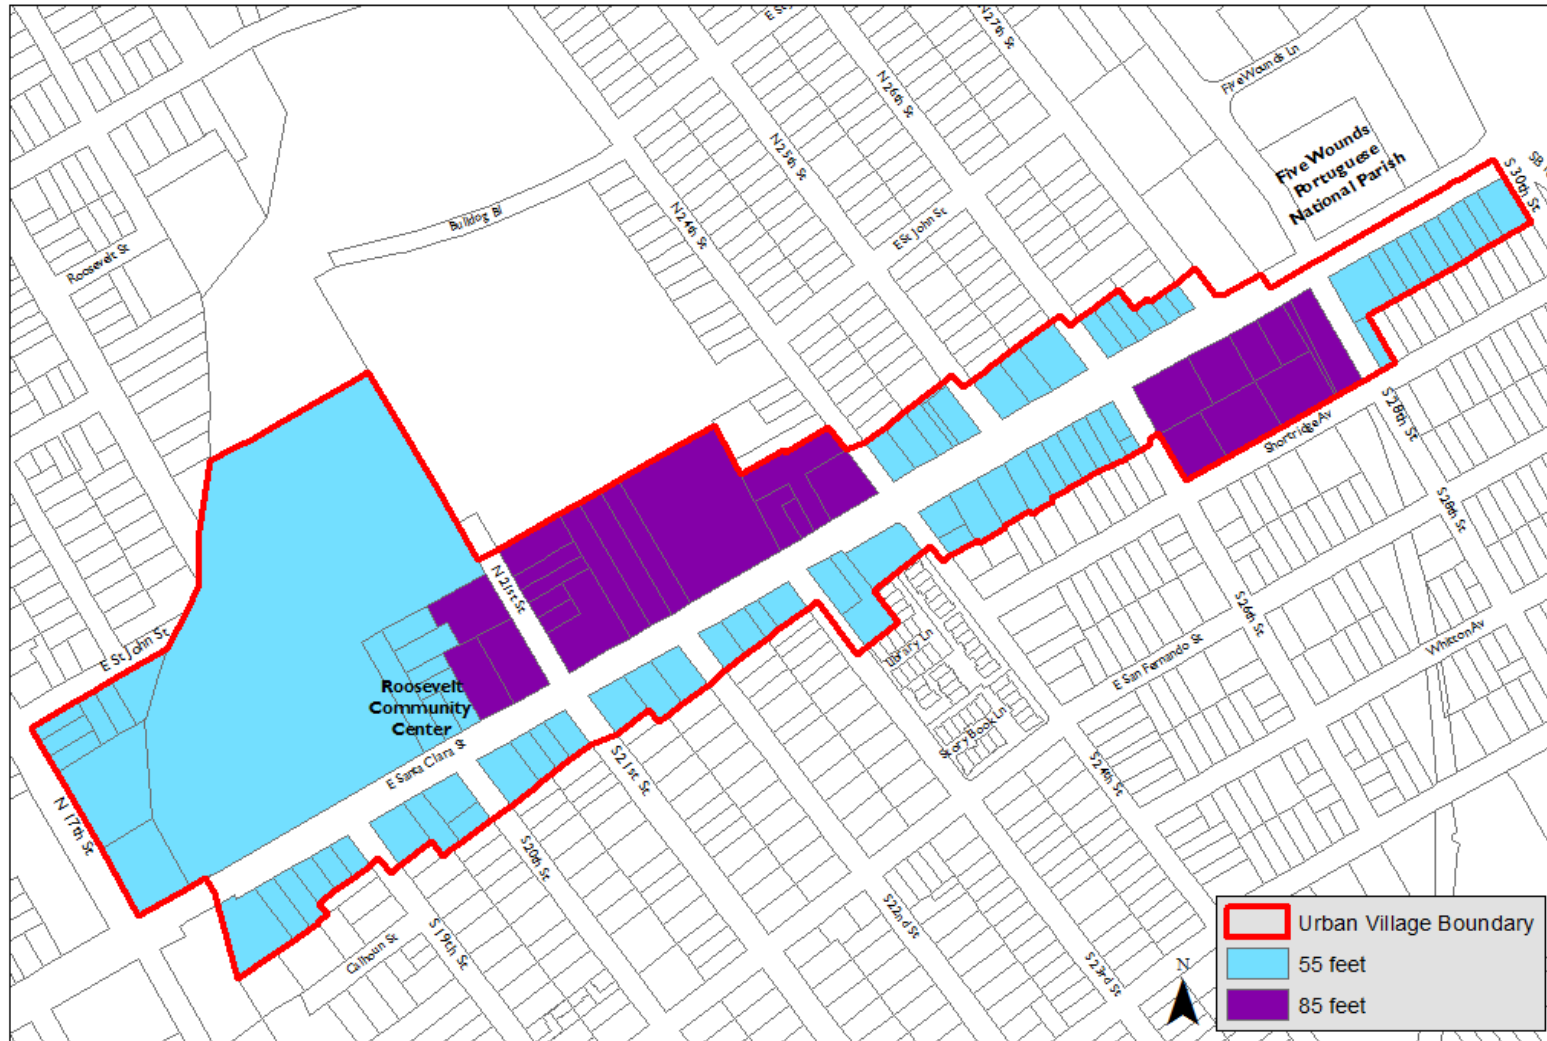 E St J
N 27th St
Five Wounds Ln
N 26th St
N 25th St
Five Wounds
Portuguese
National Parish
SB
S 30th St
N 24th St
Bulldog Bl
E St John St
Roosevelt St
S 28th St
Shortridge Av
N 21st St
S 28th St
S 26th St
Whitton Av
E St John St
Library Ln
E San Fernando St
Roosevelt
Community
Center
Story Book Ln
E Santa Clara St
S 21st St
S 24th St
N 17th St
S 20th St
S 22nd St
S 19th St
Calhoun St
S 23rd St
N
Urban Village Boundary
55 feet
85 feet